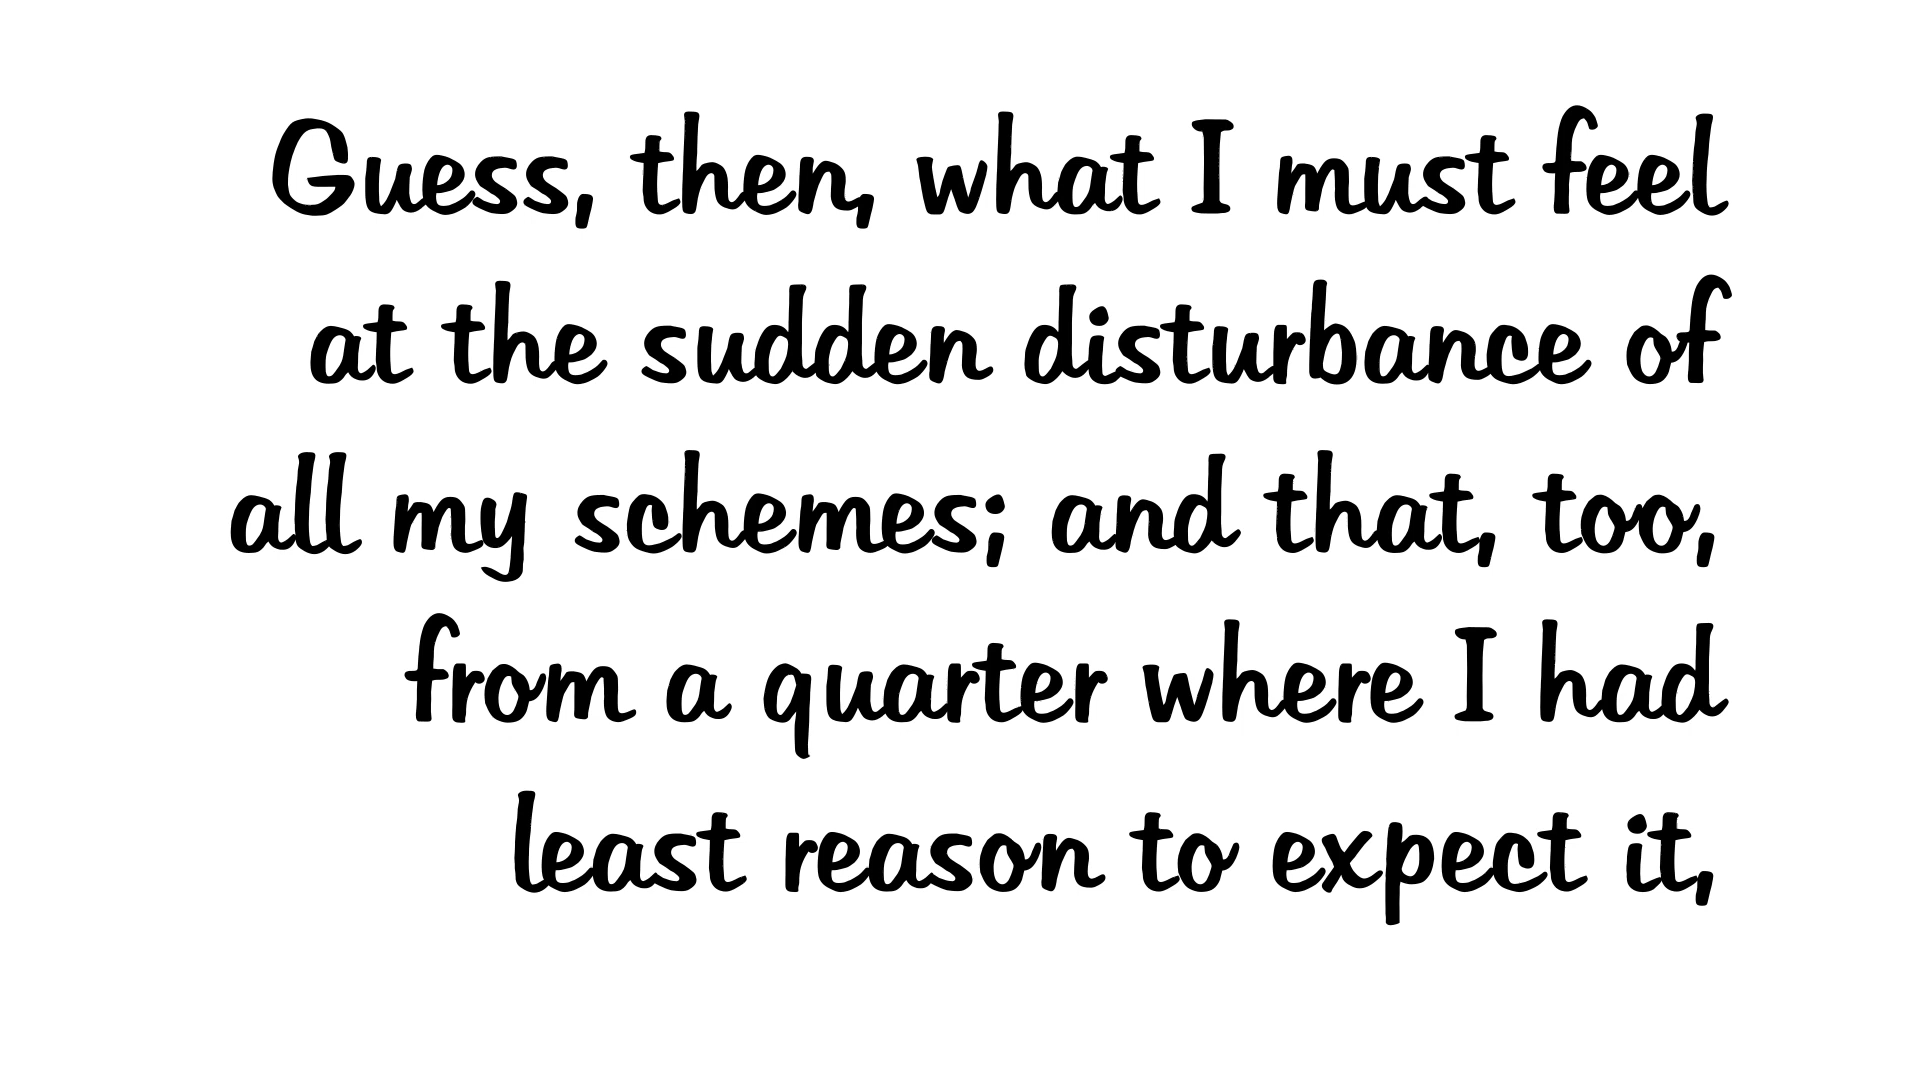 Guess, then, what I must feel
at the sudden disturbance of
all my schemes; and that, too,
from a quarter where I had
least reason to expect it,